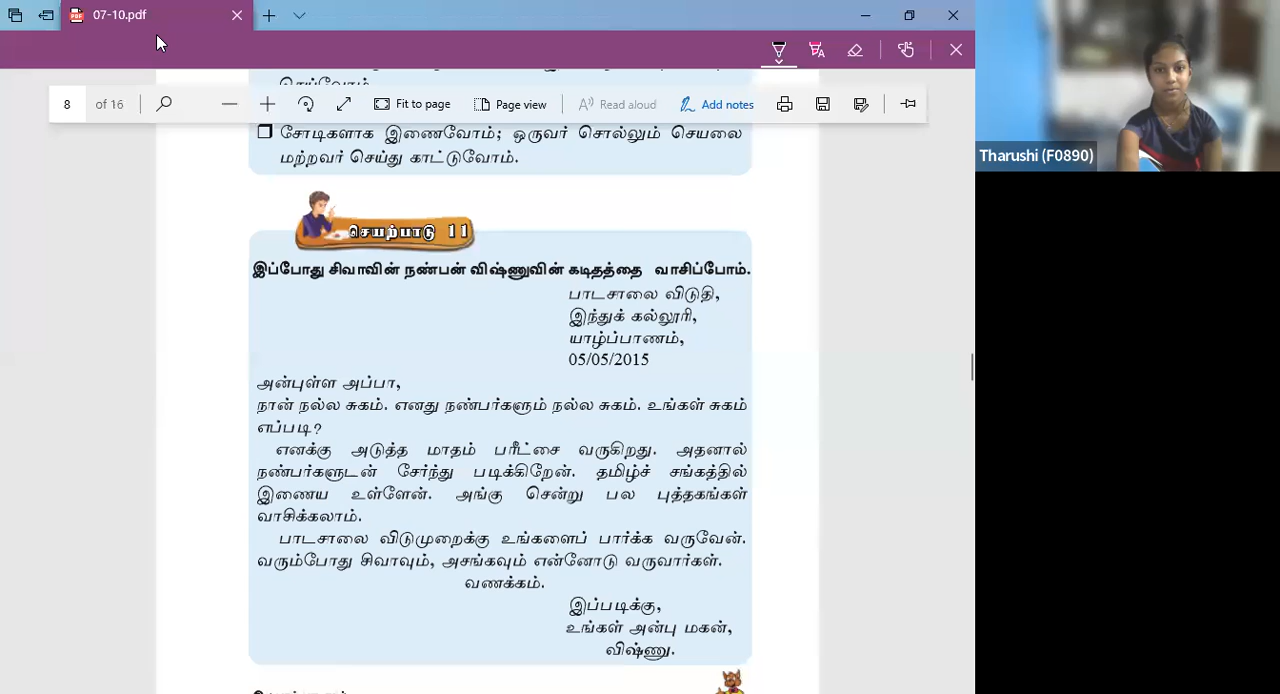 07-10.pdf
8 of 16 Fit to page Page view Read aloud Add notes
செய்வோம்
சோடிகளாக இணைவோம்; ஒருவர் சொல்லும் செயலை
மற்றவர் செய்து காட்டுவோம்.
செயற்பாடு 11
இப்போது சிவாவின் நண்பன் விஷ்ணுவின் கடிதத்தை வாசிப்போம்.
பாடசாலை விடுதி,
இந்துக் கல்லூரி,
யாழ்ப்பாணம்,
05/05/2015
அன்புள்ள அப்பா,
நான் நல்ல சுகம். எனது நண்பர்களும் நல்ல சுகம். உங்கள் சுகம்
எப்படி?
எனக்கு அடுத்த மாதம் பரீட்சை வருகிறது. அதனால்
நண்பர்களுடன் சேர்ந்து படிக்கிறேன். தமிழ்ச் சங்கத்தில்
இணைய உள்ளேன். அங்கு சென்று பல புத்தகங்கள்
வாசிக்கலாம்.
பாடசாலை விடுமுறைக்கு உங்களைப் பார்க்க வருவேன்.
வரும்போது சிவாவும், அசங்கவும் என்னோடு வருவார்கள்.
வணக்கம்.
இப்படிக்கு,
உங்கள் அன்பு மகன்,
விஷ்ணு.
Tharushi (F0890)